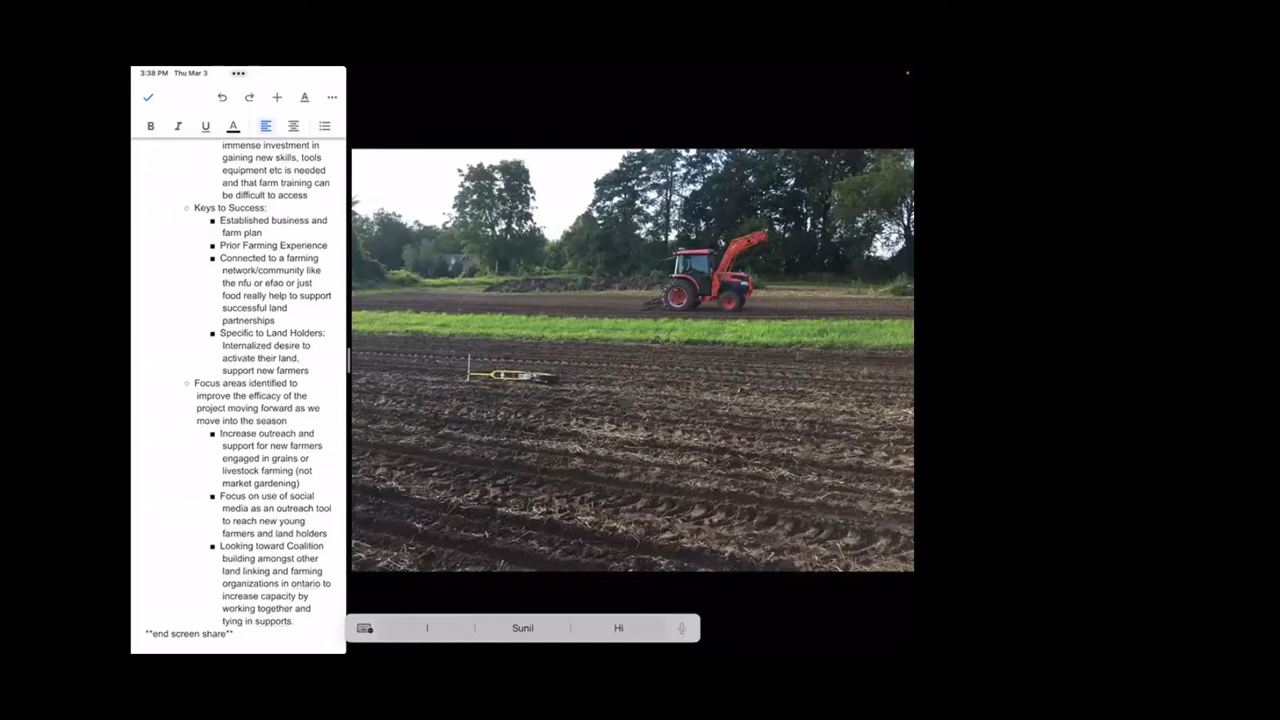 3:38 PM Thu Mar 3
B I U A
immense investment in
gaining new skills, tools
equipment etc is needed
and that farm training can
be difficult to access
Keys to Success:
Established business and
farm plan
Prior Farming Experience
Connected to a farming
network/community like
the nfu or efao or just
food really help to support
successful land
partnerships
Specific to Land Holders:
Internalized desire to
activate their land,
support new farmers
Focus areas identified to
improve the efficacy of the
project moving forward as we
move into the season
Increase outreach and
support for new farmers
engaged in grains or
livestock farming (not
market gardening)
Focus on use of social
media as an outreach tool
to reach new young
farmers and land holders
Looking toward Coalition
building amongst other
land linking and farming
organizations in ontario to
increase capacity by
working together and
tying in supports.
**end screen share**
I Sunil Hi